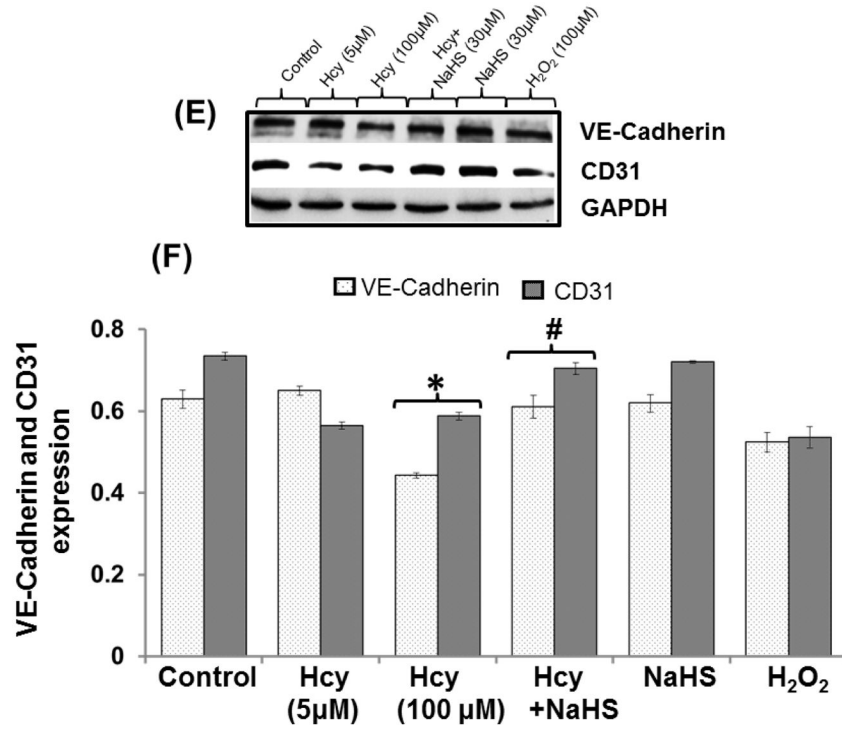 Control
Hcy (5µM)
Hcy (100µM)
Hcy+
NaHS (30µM)
NaHS (30µM)
H₂O₂ (100µM)
(E)
VE-Cadherin
CD31
GAPDH
(F)
VE-Cadherin CD31
0.8
0.6
0.4
0.2
0
VE-Cadherin and CD31
expression
*
#
Control Hcy Hcy Hcy NaHS H₂O₂
(5µM) (100 µM) +NaHS